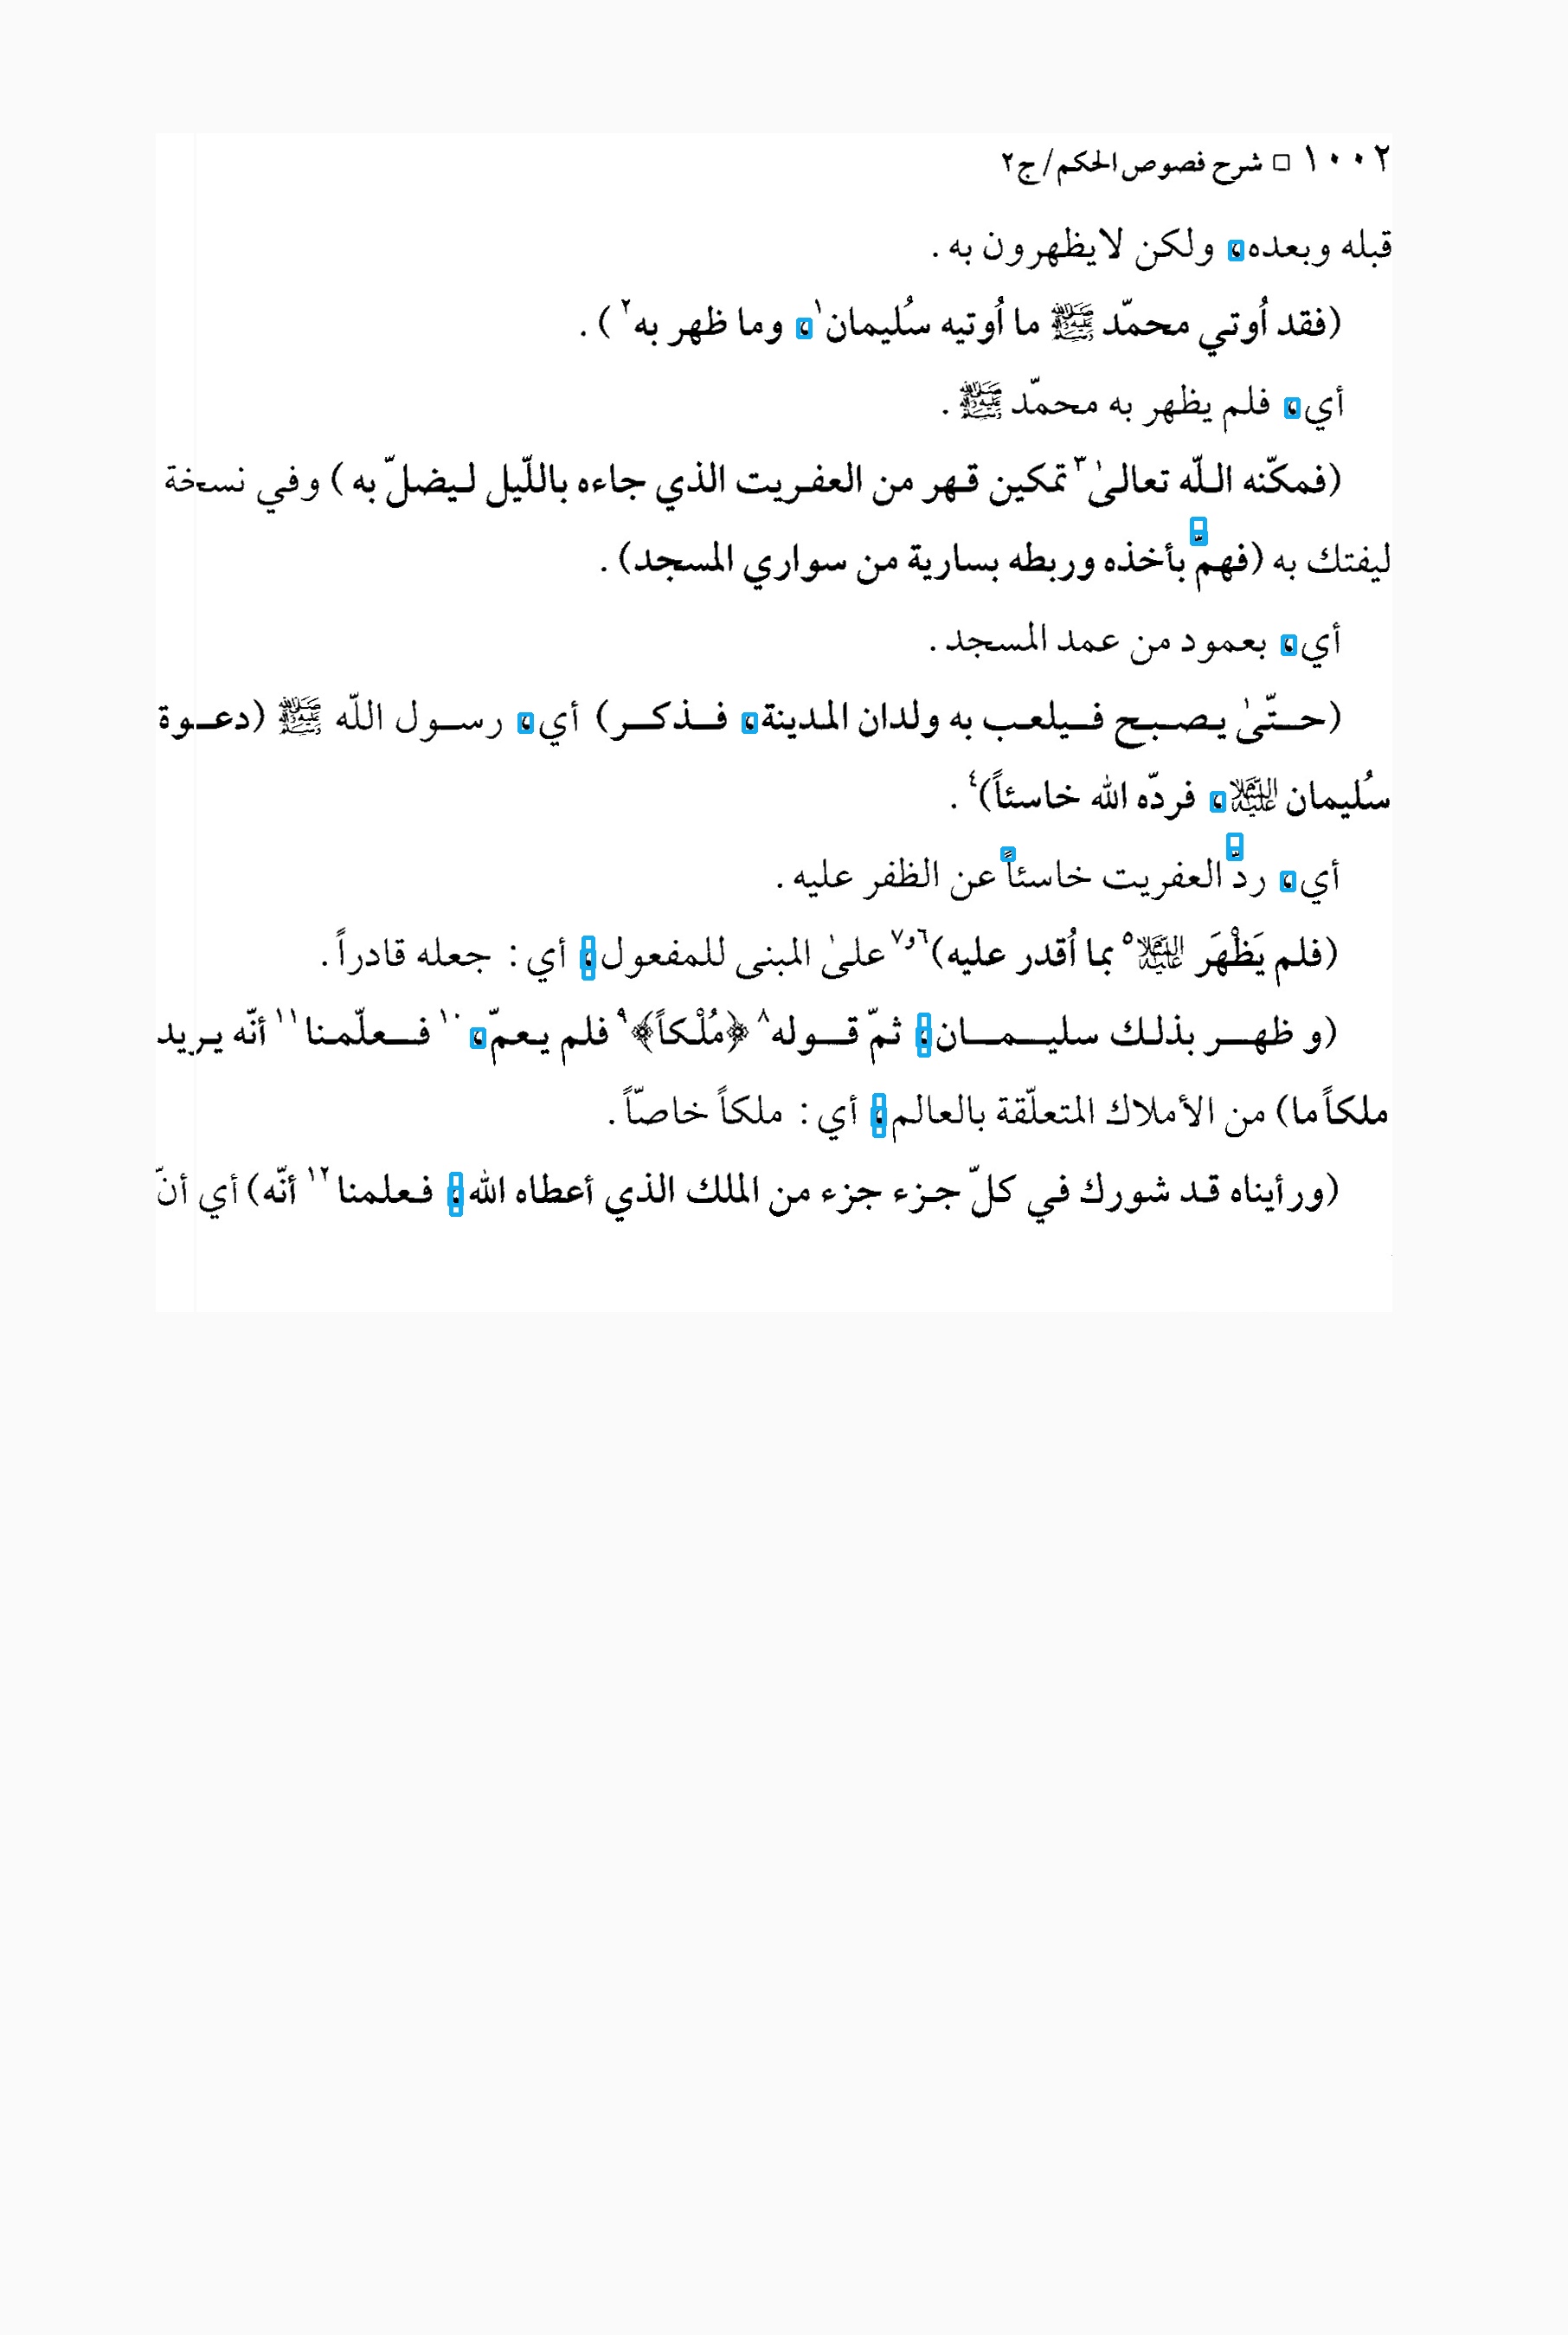 ١٠٠٢ □ شرح فصوص الحكم/ج٢
قبله وبعده، ولكن لايظهرون به .
(فقد أُوتي محمّد ﷺ ما أُوتيه سُليمان١، وما ظهر به٢) .
أي، فلم يظهر به محمّد ﷺ .
(فمكّنه اللّه تعالىٰ٣ تمكين قهر من العفريت الذي جاءه باللّيل ليضلّ به) وفي نسخة
ليفتك به (فهمّ بأخذه وربطه بسارية من سواري المسجد) .
أي، بعمود من عمد المسجد .
(حتّىٰ يصبح فيلعب به ولدان المدينة، فذكر) أي، رسول اللّه ﷺ (دعوة
سُليمان عليه السلام، فردّه الله خاسئاً)٤ .
أي، ردّ العفريت خاسئاً عن الظفر عليه .
(فلم يَظْهَر عليه السلام٥ بما أُقدر عليه)٦و٧ علىٰ المبنى للمفعول، أي : جعله قادراً .
(و ظهر بذلك سليمان، ثمّ قوله٨ ﴿مُلْكاً﴾٩ فلم يعمّ، ١٠ فعلّمنا١١ أنّه يريد
ملكاً ما) من الأملاك المتعلّقة بالعالم، أي : ملكاً خاصّاً .
(ورأيناه قد شورك في كلّ جزء جزء من الملك الذي أعطاه الله، فعلمنا١٢ أنّه) أي أنّ